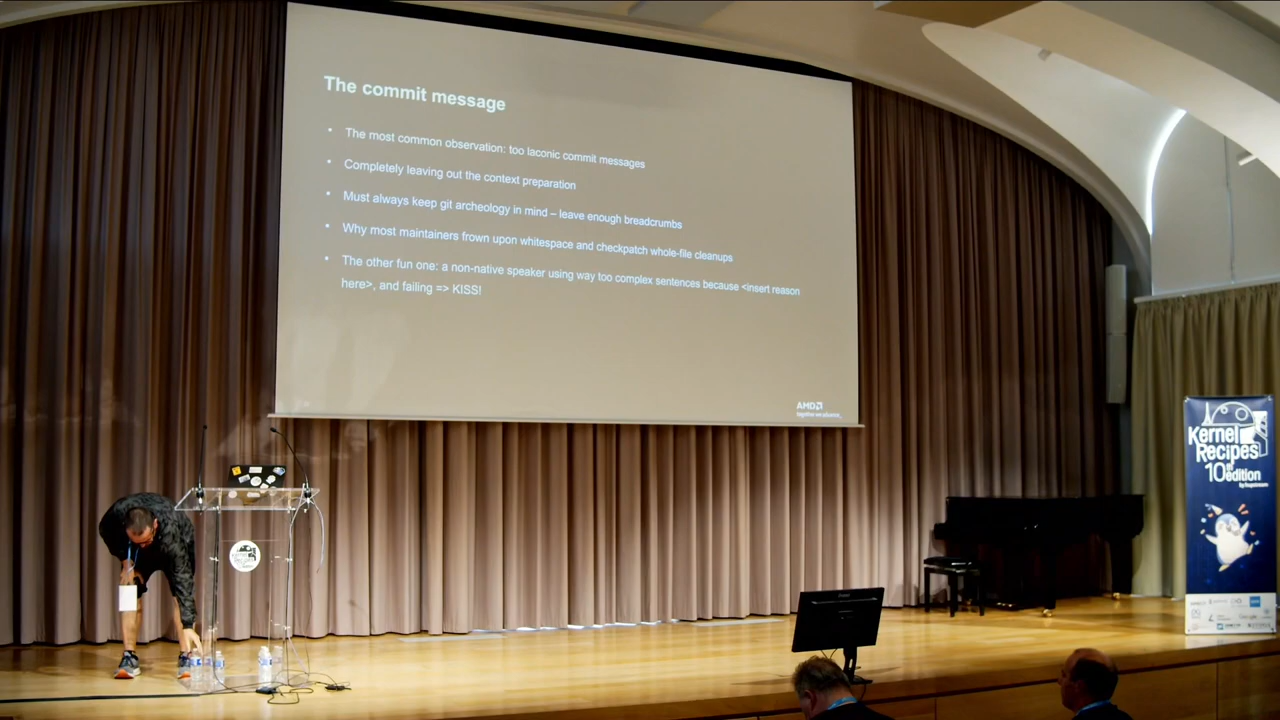 The commit message
• The most common observation: too laconic commit messages
• Completely leaving out the context preparation
• Must always keep git archeology in mind – leave enough breadcrumbs
• Why most maintainers frown upon whitespace and checkpatch whole-file cleanups
• The other fun one: a non-native speaker using way too complex sentences because <insert reason
here>, and failing => KISS!
AMD
together we advance_
Kernel
Recipes
10th edition